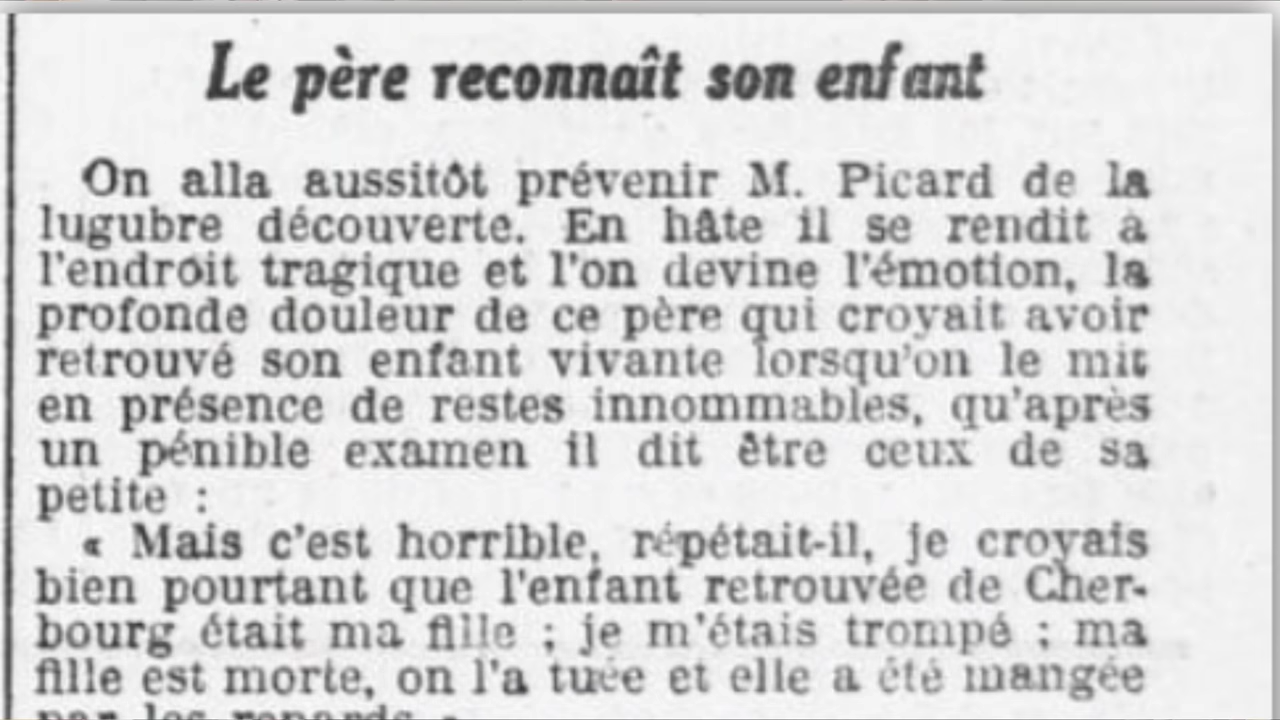 Le père reconnaît son enfant
On alla aussitôt prévenir M. Picard de la
lugubre découverte. En hâte il se rendit à
l'endroit tragique et l'on devine l'émotion, la
profonde douleur de ce père qui croyait avoir
retrouvé son enfant vivante lorsqu'on le mit
en présence de restes innommables, qu'après
un pénible examen il dit être ceux de sa
petite :
« Mais c'est horrible, répétait-il, je croyais
bien pourtant que l'enfant retrouvée de Cher-
bourg était ma fille ; je m'étais trompé ; ma
fille est morte, on l'a tuée et elle a été mangée
par les renards »